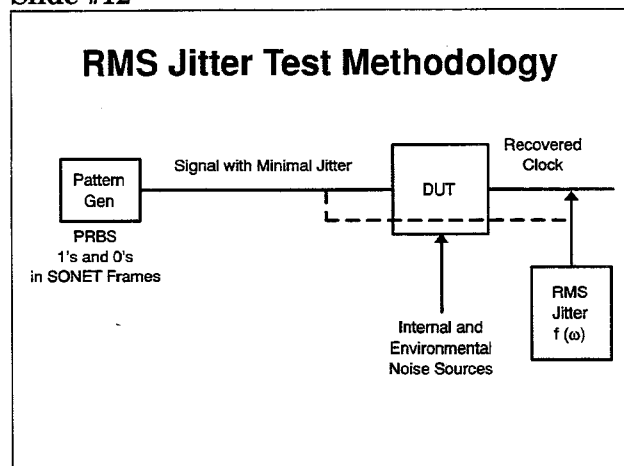 Slide #12
RMS Jitter Test Methodology
Pattern
Gen
PRBS
1's and 0's
in SONET Frames
Signal with Minimal Jitter
DUT
Recovered
Clock
Internal and
Environmental
Noise Sources
RMS
Jitter
f (ω)